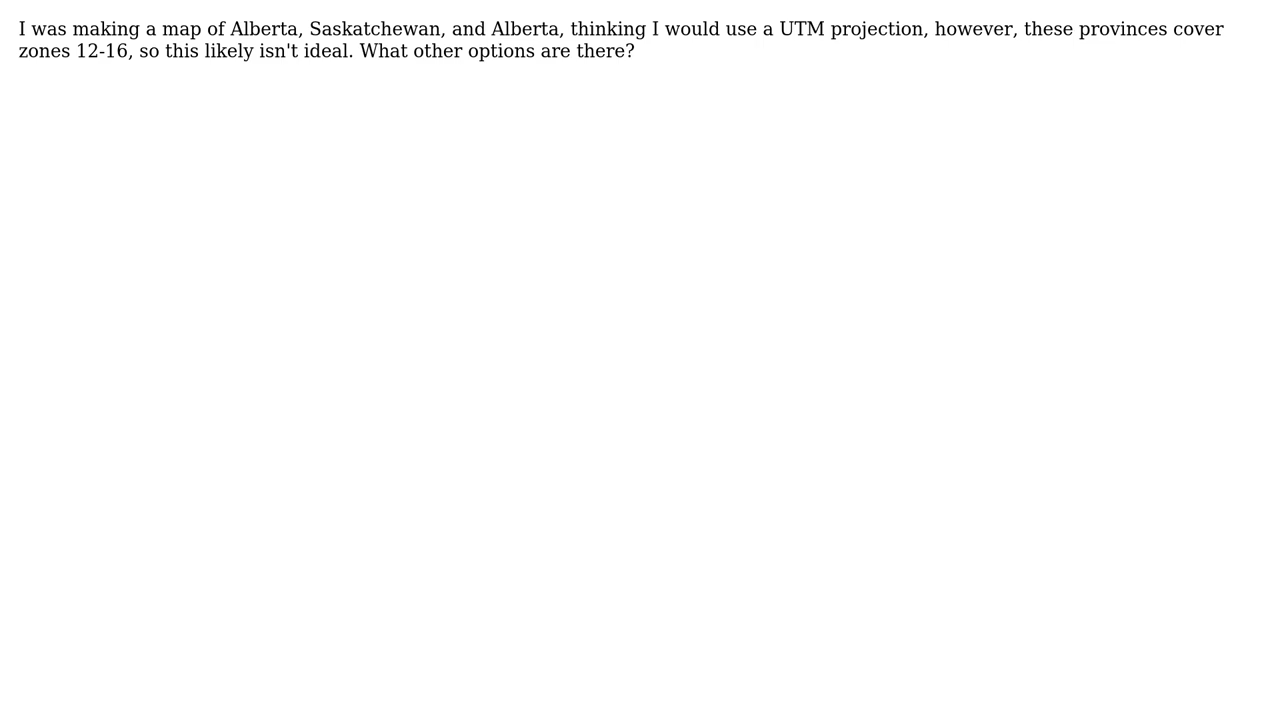 I was making a map of Alberta, Saskatchewan, and Alberta, thinking I would use a UTM projection, however, these provinces cover
zones 12-16, so this likely isn't ideal. What other options are there?